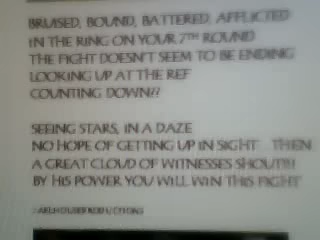 BRUISED, BOUND, BATTERED, AFFLICTED
IN THE RING ON YOUR 7TH ROUND
THE FIGHT DOESN'T SEEM TO BE ENDING
LOOKING UP AT THE REF
COUNTING DOWN??
SEEING STARS, IN A DAZE
NO HOPE OF GETTING UP IN SIGHT THEN
A GREAT CLOUD OF WITNESSES SHOUT!!!
BY HIS POWER YOU WILL WIN THIS FIGHT